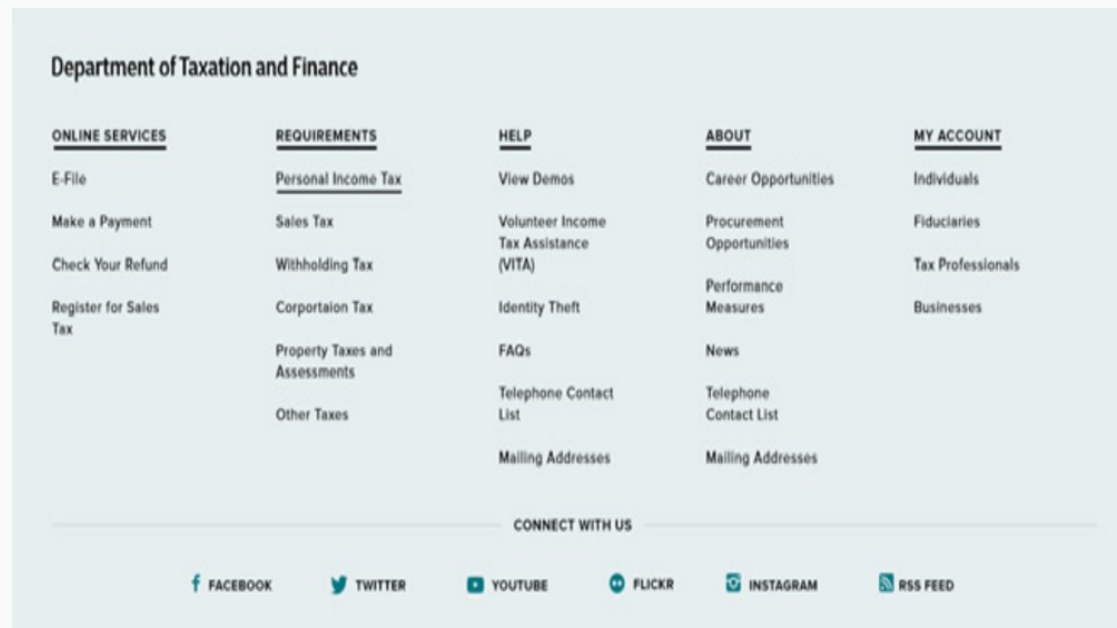 Department of Taxation and Finance
ONLINE SERVICES
E-File
Make a Payment
Check Your Refund
Register for Sales
Tax
REQUIREMENTS
Personal Income Tax
Sales Tax
Withholding Tax
Corportaion Tax
Property Taxes and
Assessments
Other Taxes
HELP
View Demos
Volunteer Income
Tax Assistance
(VITA)
Identity Theft
FAQs
Telephone Contact
List
Mailing Addresses
ABOUT
Career Opportunities
Procurement
Opportunities
Performance
Measures
News
Telephone
Contact List
Mailing Addresses
MY ACCOUNT
Individuals
Fiduciaries
Tax Professionals
Businesses
CONNECT WITH US
FACEBOOK
TWITTER
YOUTUBE
FLICKR
INSTAGRAM
RSS FEED